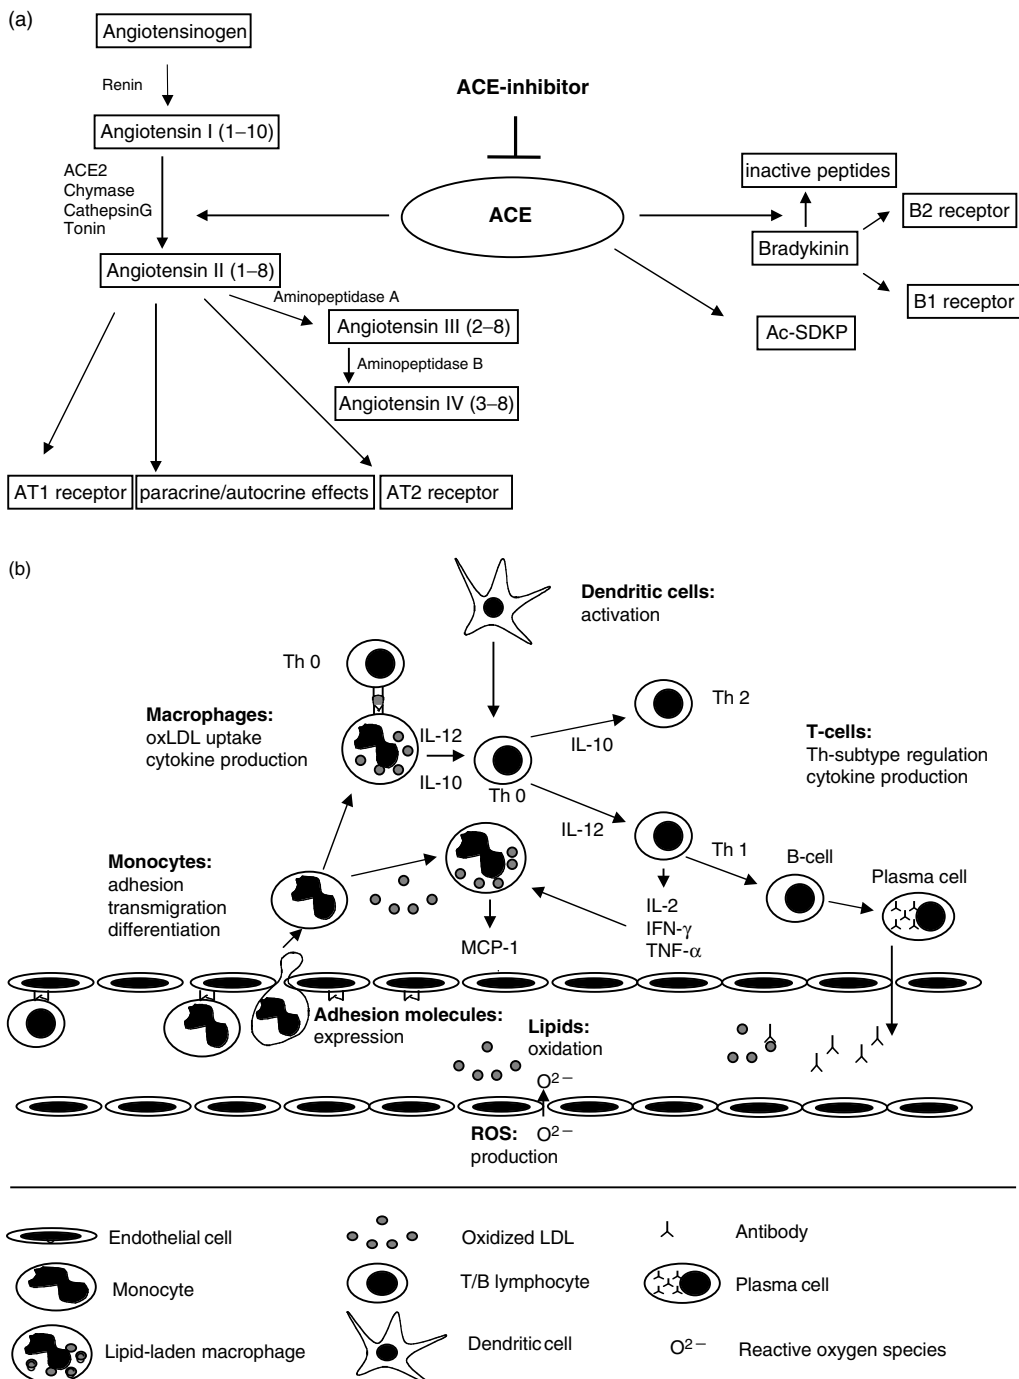 (a)
Angiotensinogen
Renin
ACE-inhibitor
Angiotensin I (1–10)
ACE2
Chymase
CathepsinG
Tonin
ACE
inactive peptides
B2 receptor
Bradykinin
Angiotensin II (1–8)
Aminopeptidase A
B1 receptor
Angiotensin III (2–8)
Ac-SDKP
Aminopeptidase B
Angiotensin IV (3–8)
AT1 receptor
paracrine/autocrine effects
AT2 receptor
(b)
Dendritic cells:
activation
Th 0
Macrophages:
oxLDL uptake
cytokine production
IL-12
IL-10
Th 0
IL-10
Th 2
T-cells:
Th-subtype regulation
cytokine production
IL-12
Th 1
B-cell
Plasma cell
Monocytes:
adhesion
transmigration
differentiation
MCP-1
IL-2
IFN-γ
TNF-α
Adhesion molecules:
expression
Lipids:
oxidation
O2−
ROS: O2−
production
Endothelial cell
Oxidized LDL
Antibody
Monocyte
T/B lymphocyte
Plasma cell
Lipid-laden macrophage
Dendritic cell
O2−
Reactive oxygen species